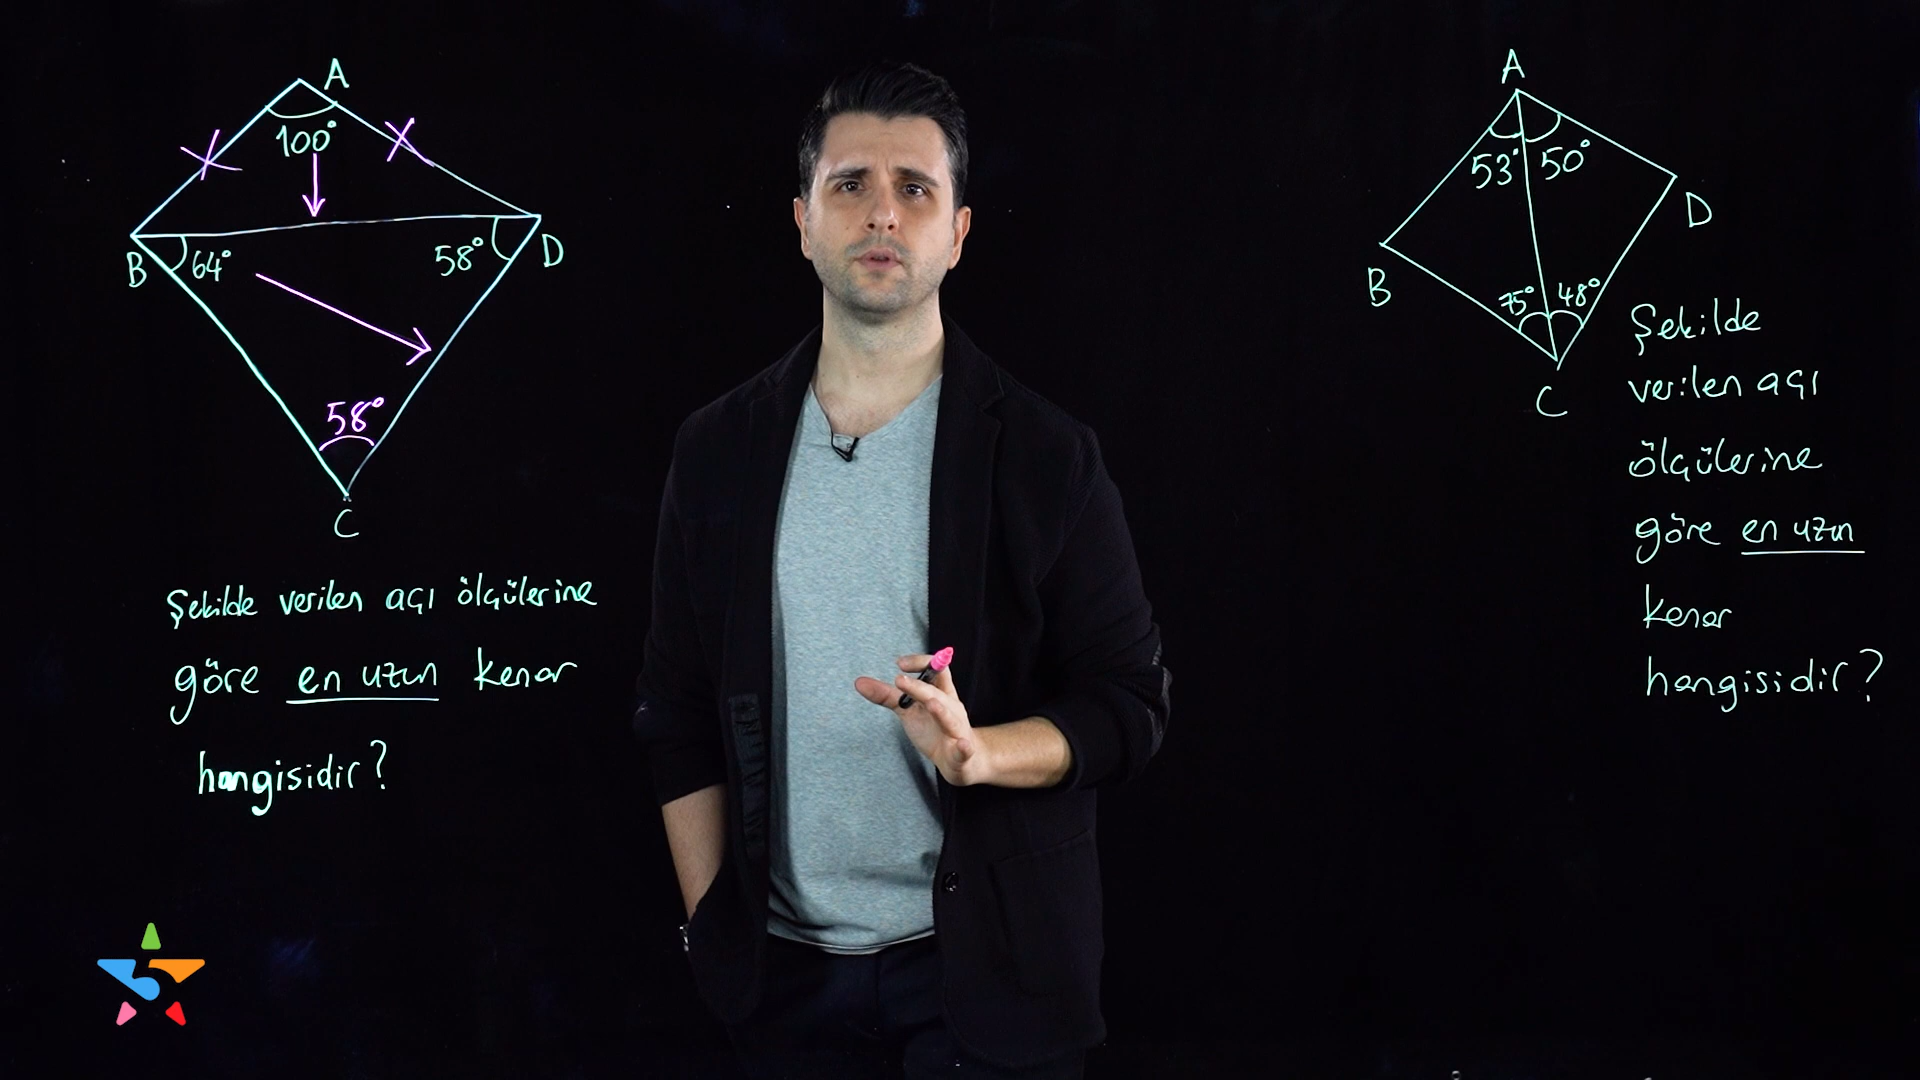 A
100°
B
64°
58°
D
58°
C
Şekilde verilen açı ölçülerine
göre en uzun kenar
hangisidir?
A
53°
50°
D
B
75°
48°
C
Şekilde
verilen açı
ölçülerine
göre en uzun
kenar
hangisidir?
5